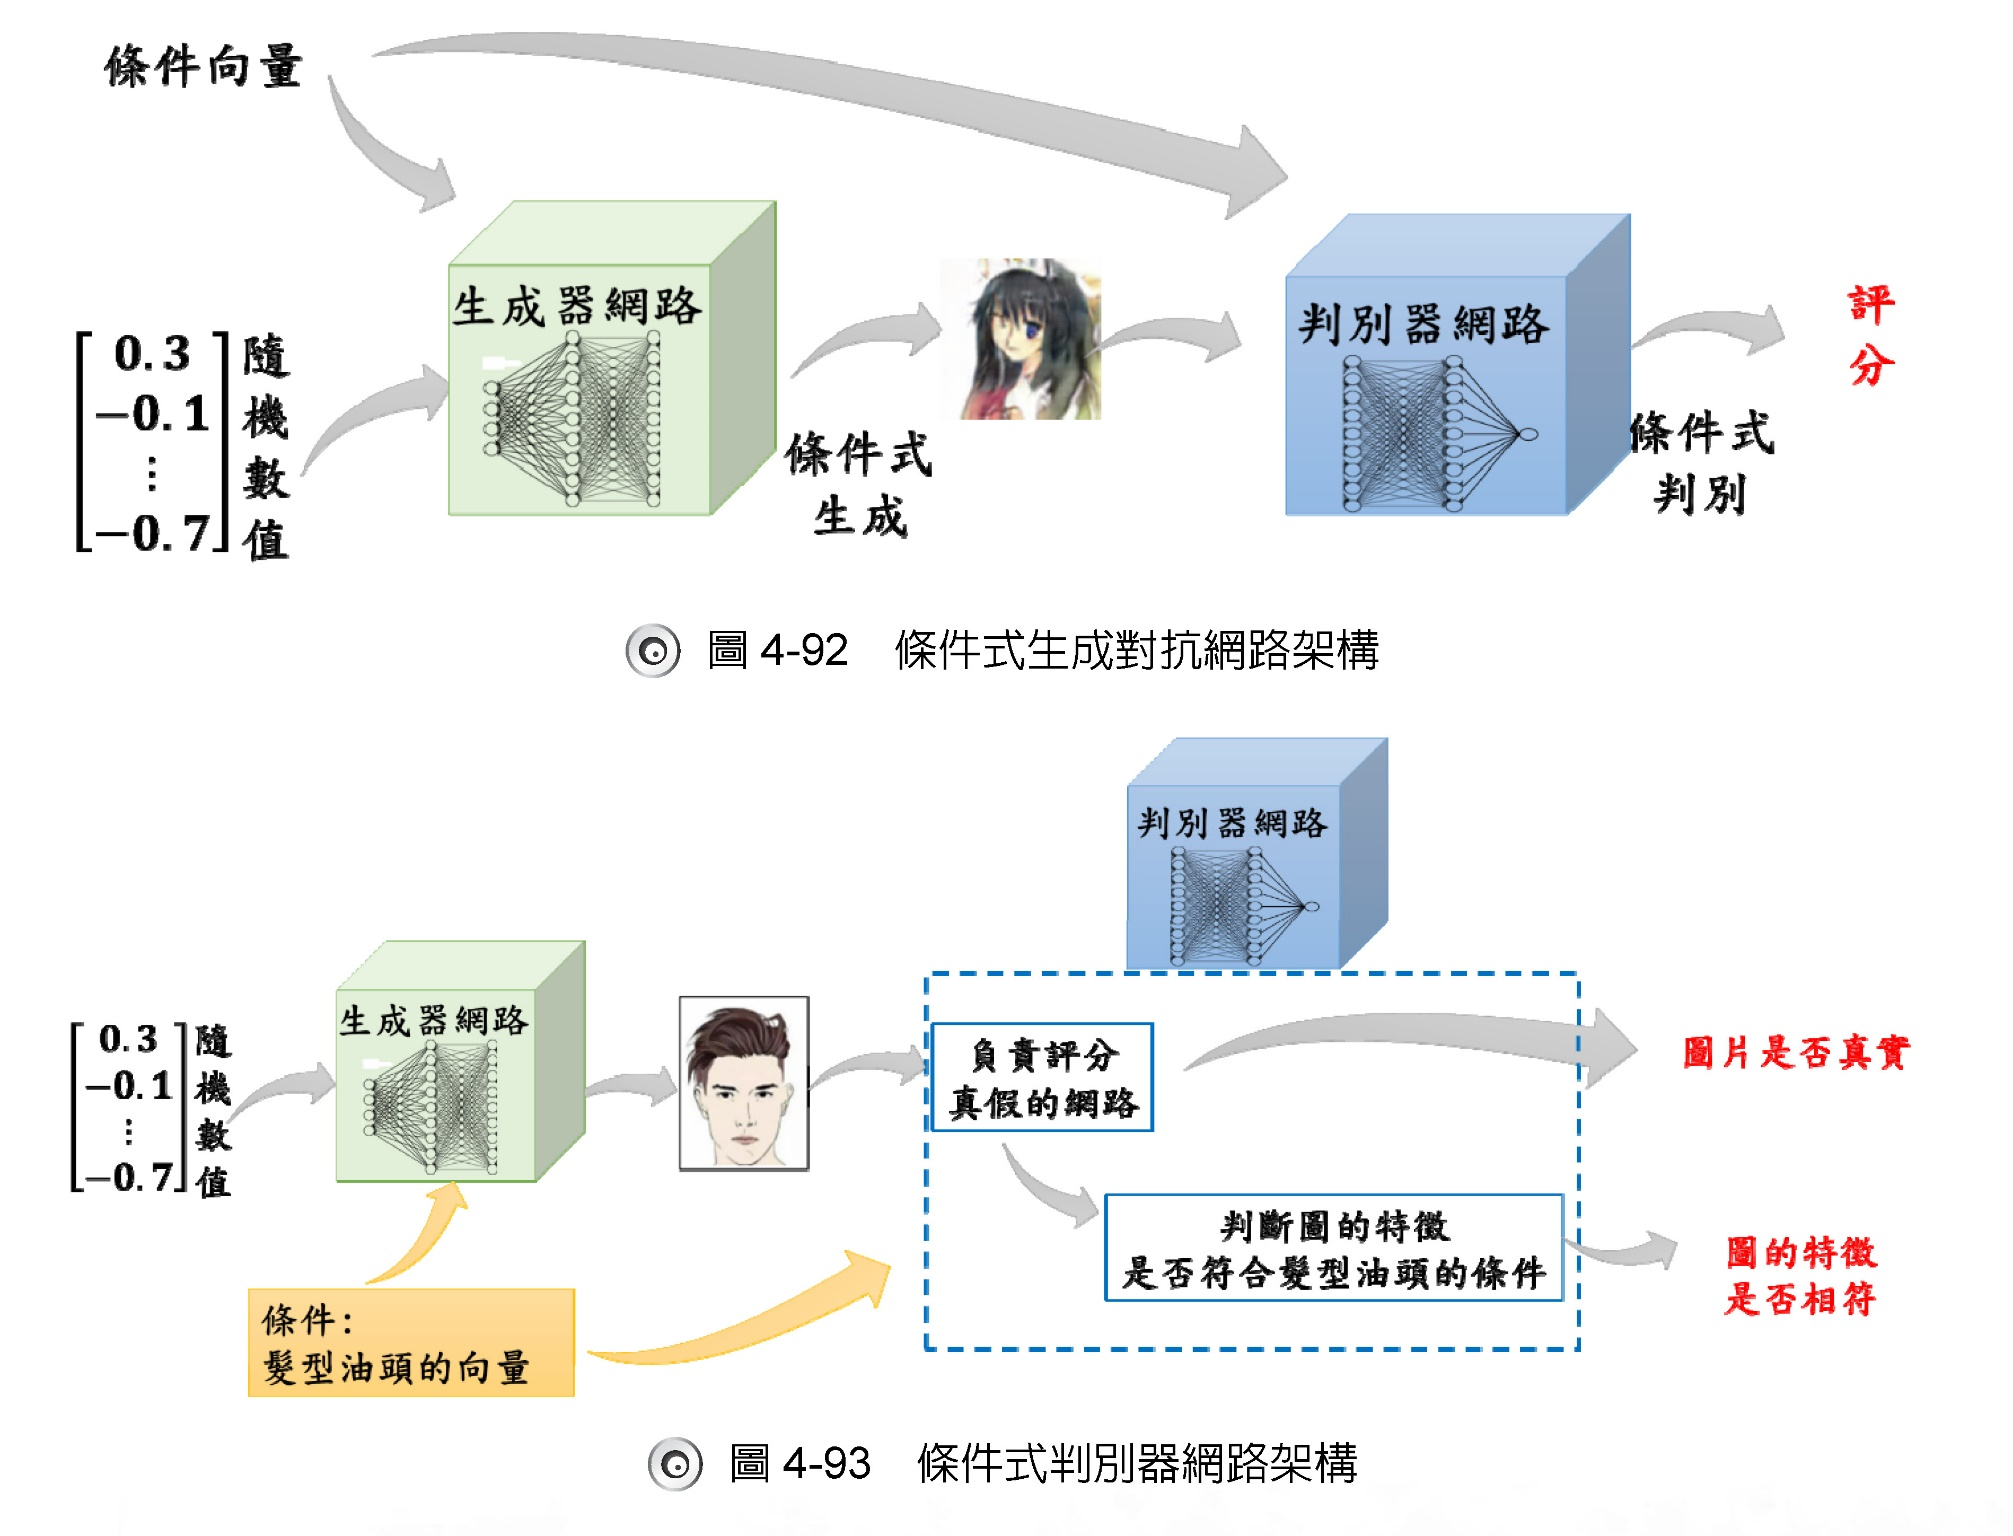 條件向量
生成器網路
判別器網路
0.3
-0.1
⋮
-0.7
隨機數值
條件式
生成
條件式
判別
評分
圖 4-92 條件式生成對抗網路架構
判別器網路
生成器網路
0.3
-0.1
⋮
-0.7
隨機數值
負責評分
真假的網路
圖片是否真實
判斷圖的特徵
是否符合髮型油頭的條件
圖的特徵
是否相符
條件:
髮型油頭的向量
圖 4-93 條件式判別器網路架構